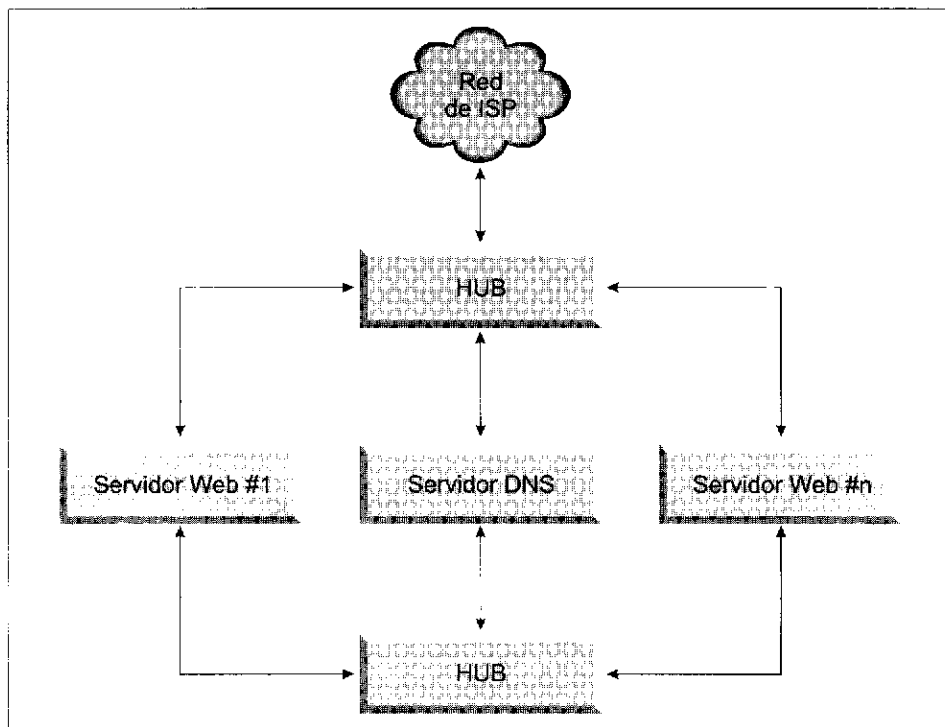 Red
de ISP
HUB
Servidor Web #1
Servidor DNS
Servidor Web #n
HUB